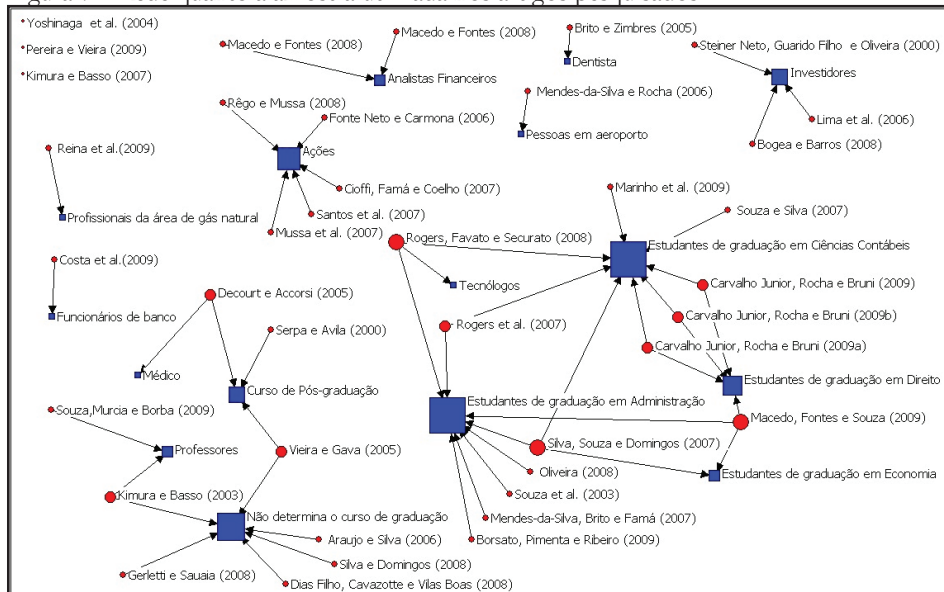 Yoshinaga et al. (2004)
Pereira e Vieira (2009)
Kimura e Basso (2007)
Macedo e Fontes (2008)
Macedo e Fontes (2008)
Analistas Financeiros
Brito e Zimbres (2005)
Dentista
Steiner Neto, Guarido Filho e Oliveira (2000)
Investidores
Lima et al. (2006)
Bogea e Barros (2008)
Mendes-da-Silva e Rocha (2006)
Pessoas em aeroporto
Rêgo e Mussa (2008)
Fonte Neto e Carmona (2006)
Ações
Cioffi, Famá e Coelho (2007)
Santos et al. (2007)
Mussa et al. (2007)
Reina et al.(2009)
Profissionais da área de gás natural
Costa et al.(2009)
Funcionários de banco
Marinho et al. (2009)
Souza e Silva (2007)
Rogers, Favato e Securato (2008)
Estudantes de graduação em Ciências Contábeis
Tecnólogos
Carvalho Junior, Rocha e Bruni (2009)
Carvalho Junior, Rocha e Bruni (2009b)
Carvalho Junior, Rocha e Bruni (2009a)
Rogers et al. (2007)
Decourt e Accorsi (2005)
Serpa e Avila (2000)
Médico
Curso de Pós-graduação
Estudantes de graduação em Direito
Estudantes de graduação em Administração
Macedo, Fontes e Souza (2009)
Souza,Murcia e Borba (2009)
Professores
Vieira e Gava (2005)
Silva, Souza e Domingos (2007)
Oliveira (2008)
Estudantes de graduação em Economia
Souza et al. (2003)
Kimura e Basso (2003)
Não determina o curso de graduação
Mendes-da-Silva, Brito e Famá (2007)
Araujo e Silva (2006)
Borsato, Pimenta e Ribeiro (2009)
Silva e Domingos (2008)
Gerletti e Sauaia (2008)
Dias Filho, Cavazotte e Vilas Boas (2008)